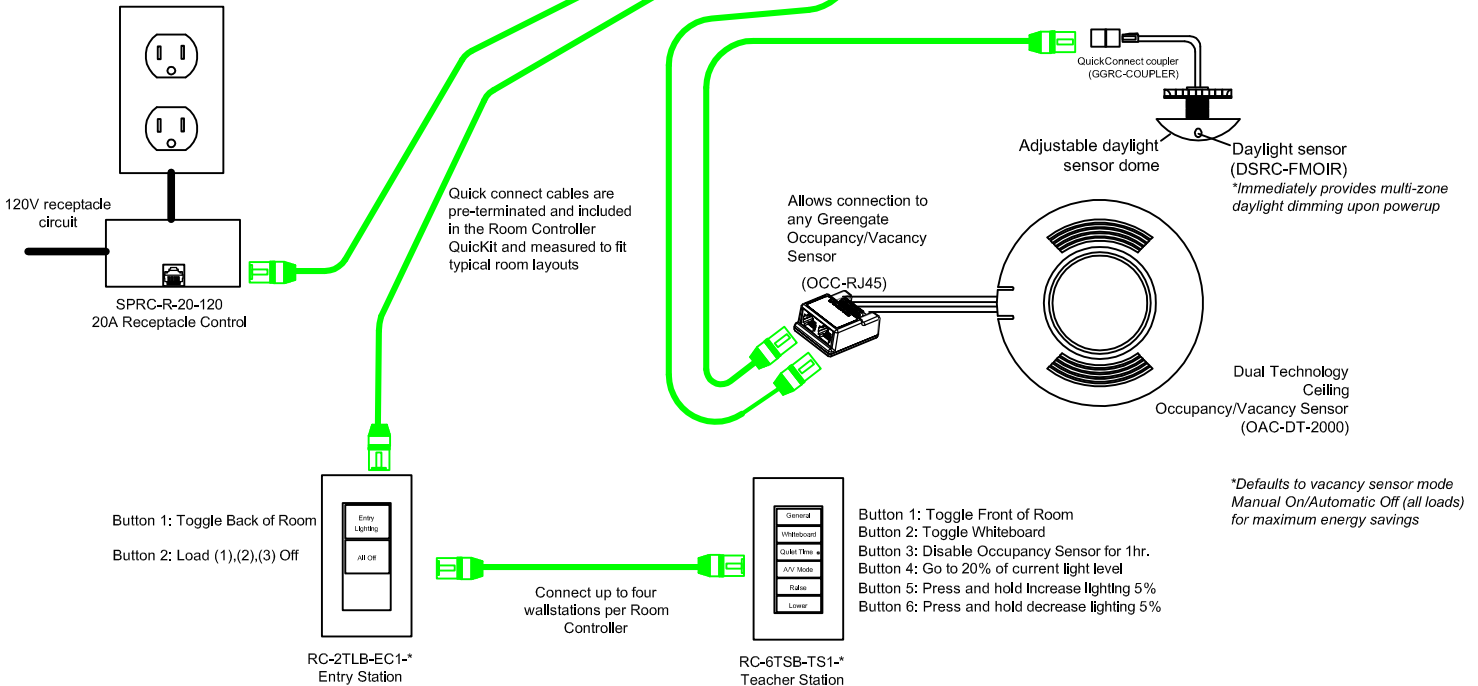 QuickConnect coupler
(GGRC-COUPLER)
Adjustable daylight
sensor dome
Daylight sensor
(DSRC-FMOIR)
*Immediately provides multi-zone
daylight dimming upon powerup
120V receptacle
circuit
Quick connect cables are
pre-terminated and included
in the Room Controller
QuicKit and measured to fit
typical room layouts
Allows connection to
any Greengate
Occupancy/Vacancy
Sensor
(OCC-RJ45)
SPRC-R-20-120
20A Receptacle Control
Dual Technology
Ceiling
Occupancy/Vacancy Sensor
(OAC-DT-2000)
*Defaults to vacancy sensor mode
Manual On/Automatic Off (all loads)
for maximum energy savings
Button 1: Toggle Back of Room
Button 2: Load (1),(2),(3) Off
Entry
Lighting
All Off
General
Whiteboard
Quiet Time
A/V Mode
Raise
Lower
Button 1: Toggle Front of Room
Button 2: Toggle Whiteboard
Button 3: Disable Occupancy Sensor for 1hr.
Button 4: Go to 20% of current light level
Button 5: Press and hold Increase lighting 5%
Button 6: Press and hold decrease lighting 5%
Connect up to four
wallstations per Room
Controller
RC-2TLB-EC1-*
Entry Station
RC-6TSB-TS1-*
Teacher Station